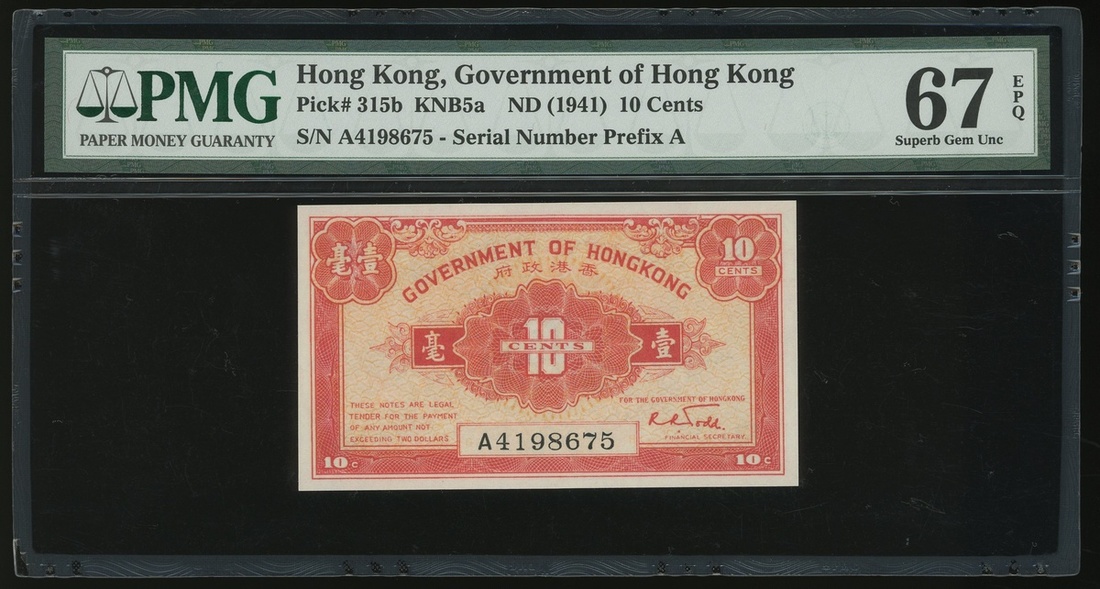 PMG
PAPER MONEY GUARANTY
Hong Kong, Government of Hong Kong
Pick# 315b KNB5a ND (1941) 10 Cents
S/N A4198675 - Serial Number Prefix A
67
EPQ
Superb Gem Unc
毫壹
GOVERNMENT OF HONGKONG
府政港香
10
CENTS
毫
10
CENTS
壹
THESE NOTES ARE LEGAL
TENDER FOR THE PAYMENT
OF ANY AMOUNT NOT
EXCEEDING TWO DOLLARS
FOR THE GOVERNMENT OF HONGKONG
R R Todd.
FINANCIAL SECRETARY
A4198675
10 C
10 C